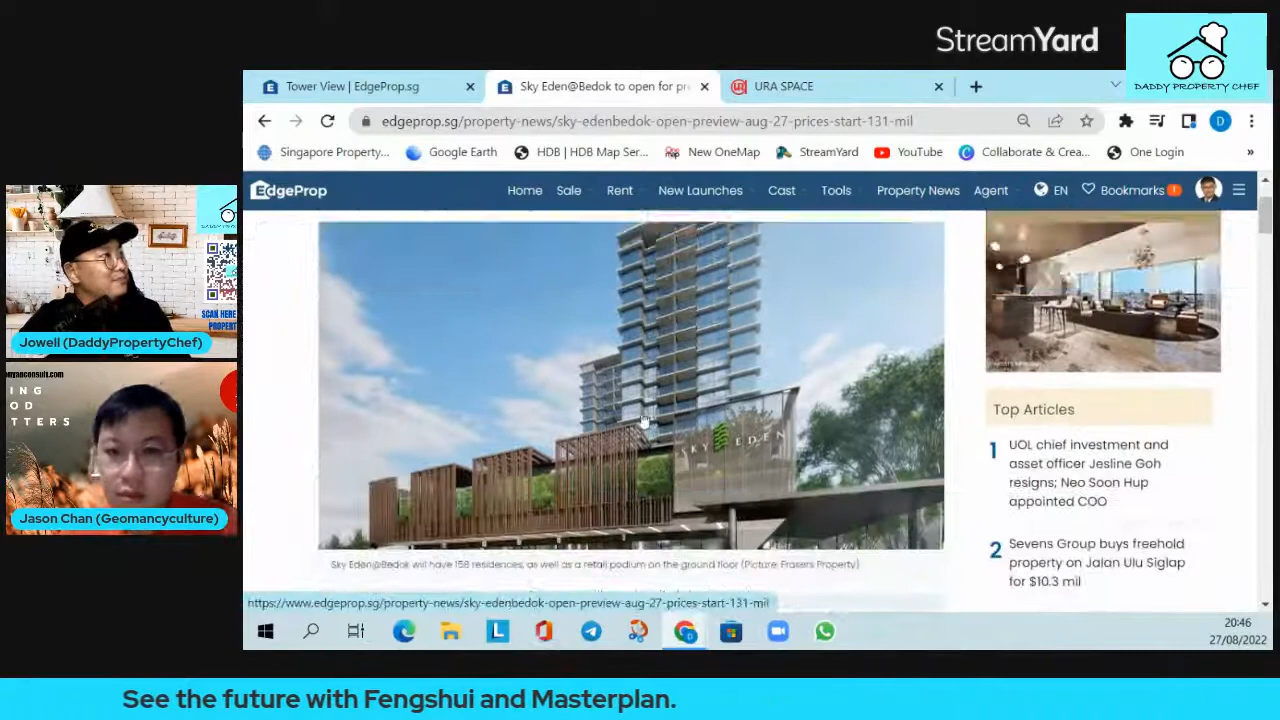 StreamYard
DADDY PROPERTY CHEF
Tower View | EdgeProp.sg
Sky Eden@Bedok to open for pr
URA SPACE
edgeprop.sg/property-news/sky-edenbedok-open-preview-aug-27-prices-start-131-mil
Singapore Property...
Google Earth
HDB | HDB Map Ser...
New OneMap
StreamYard
YouTube
Collaborate & Crea...
One Login
»
EdgeProp
Home
Sale
Rent
New Launches
Cast
Tools
Property News
Agent
EN
Bookmarks
SKY EDEN
Sky Eden@Bedok will have 158 residences, as well as a retail podium on the ground floor (Picture: Frasers Property)
Top Articles
1 UOL chief investment and
asset officer Jesline Goh
resigns; Neo Soon Hup
appointed COO
2 Sevens Group buys freehold
property on Jalan Ulu Siglap
for $10.3 mil
https://www.edgeprop.sg/property-news/sky-edenbedok-open-preview-aug-27-prices-start-131-mil
20:46
27/08/2022
SCAN HERE
Jowell (DaddyPropertyChef)
Jason Chan (Geomancyculture)
See the future with Fengshui and Masterplan.